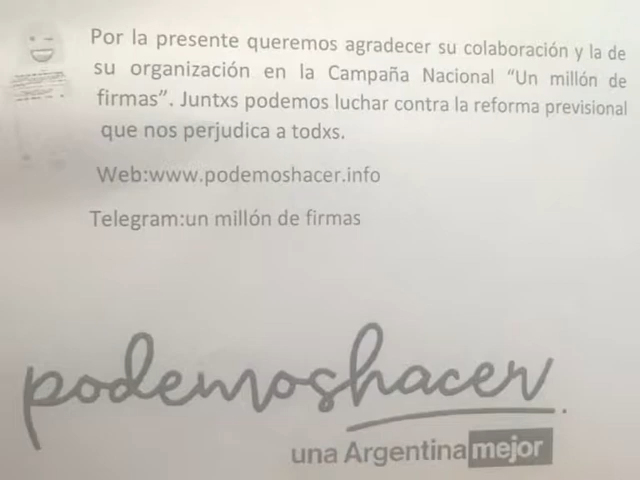 Por la presente queremos agradecer su colaboración y la de
su organización en la Campaña Nacional “Un millón de
firmas”. Juntxs podemos luchar contra la reforma previsional
que nos perjudica a todxs.
Web:www.podemoshacer.info
Telegram:un millón de firmas
podemoshacer.
una Argentina mejor